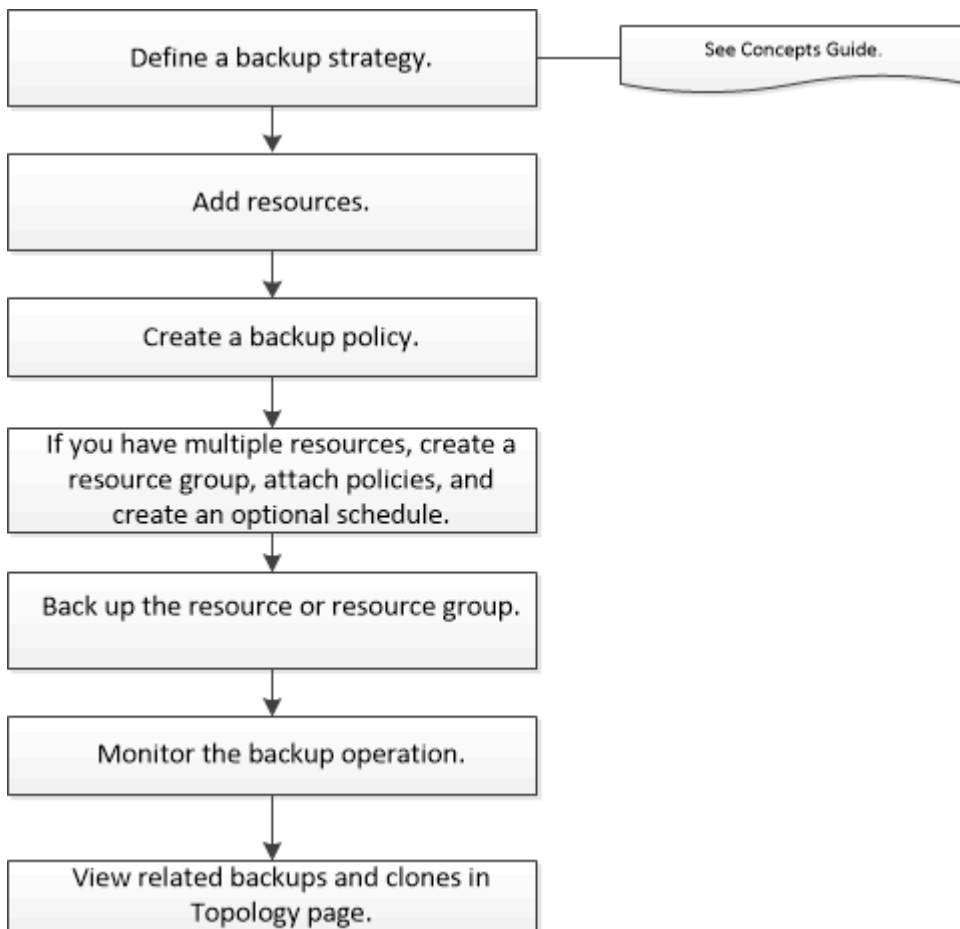 Define a backup strategy.
See Concepts Guide.
Add resources.
Create a backup policy.
If you have multiple resources, create a
resource group, attach policies, and
create an optional schedule.
Back up the resource or resource group.
Monitor the backup operation.
View related backups and clones in
Topology page.